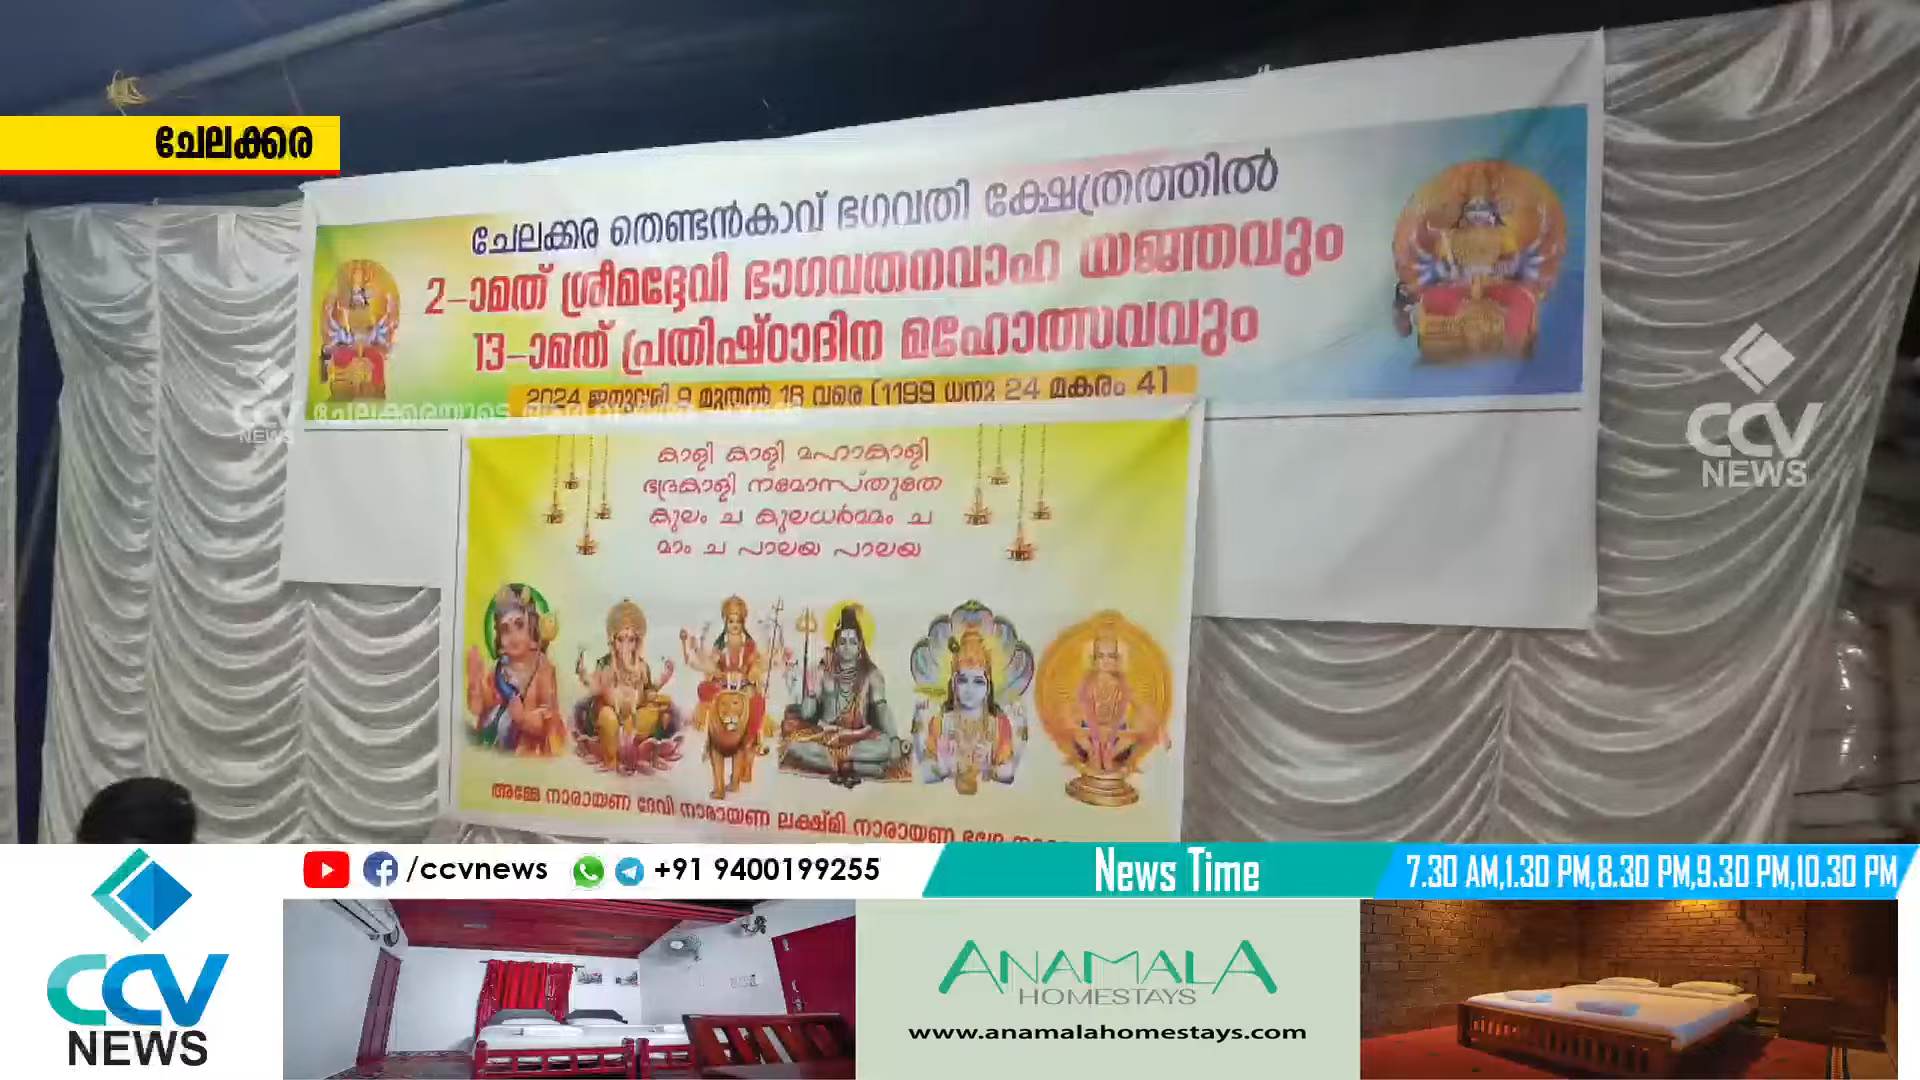 ചേലക്കര
ചേലക്കര തെണ്ടൻകാവ് ഭഗവതി ക്ഷേത്രത്തിൽ
2-ാമത് ശ്രീമദ്ദേവി ഭാഗവതനവാഹ യജ്ഞവും
13-ാമത് പ്രതിഷ്ഠാദിന മഹോത്സവവും
2024 ജനുവരി 9 മുതൽ 18 വരെ (1199 ധനു 24 മകരം 4)
CCV NEWS
CCV NEWS
കാളി കാളി മഹാകാളി
ഭദ്രകാളി നമോസ്തുതേ
കുലം ച കുലധർമ്മം ച
മാം ച പാലയ പാലയ
അമ്മേ നാരായണ ദേവി നാരായണ ലക്ഷ്മി നാരായണ ഭദ്രേ
/ccvnews +91 9400199255
News Time
7.30 AM,1.30 PM,8.30 PM,9.30 PM,10.30 PM
CCV
NEWS
ANAMALA
HOMESTAYS
www.anamalahomestays.com